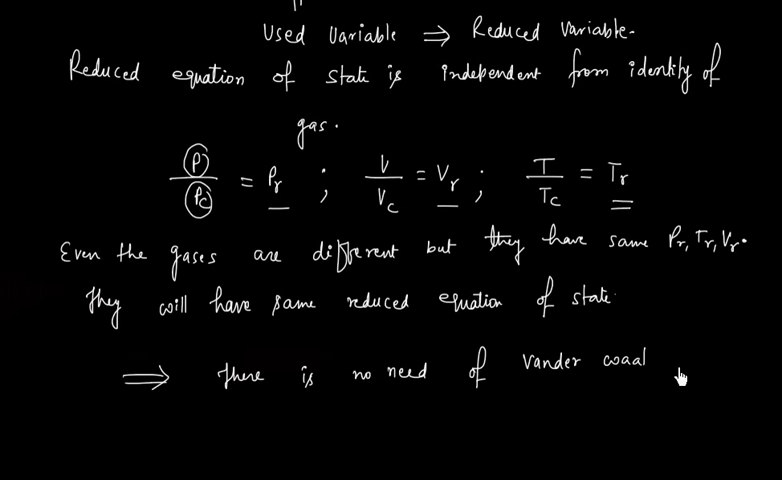 Used Variable ⇒ Reduced Variable.
Reduced equation of state is independent from identity of
gas.
P/Pc = Pr ; V/Vc = Vr ; T/Tc = Tr
Even the gases are different but they have same Pr, Tr, Vr.
They will have same reduced equation of state.
⇒ There is no need of Vander waal